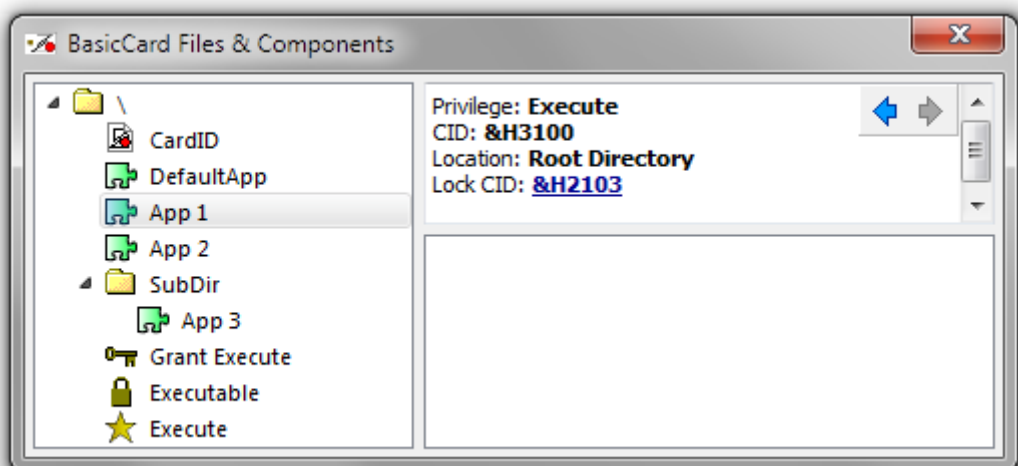 BasicCard Files & Components
\
CardID
DefaultApp
App 1
App 2
SubDir
App 3
Grant Execute
Executable
Execute
Privilege: Execute
CID: &H3100
Location: Root Directory
Lock CID: &H2103